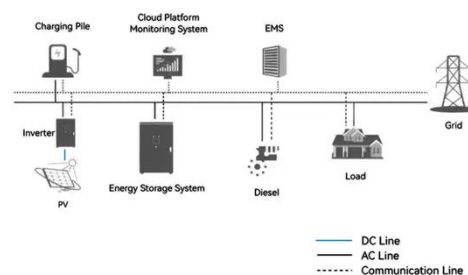 Cloud Platform
Charging Pile
Monitoring System
EMS
Grid
Inverter
Energy Storage System
Diesel
Load
PV
DC Line
AC Line
Communication Line